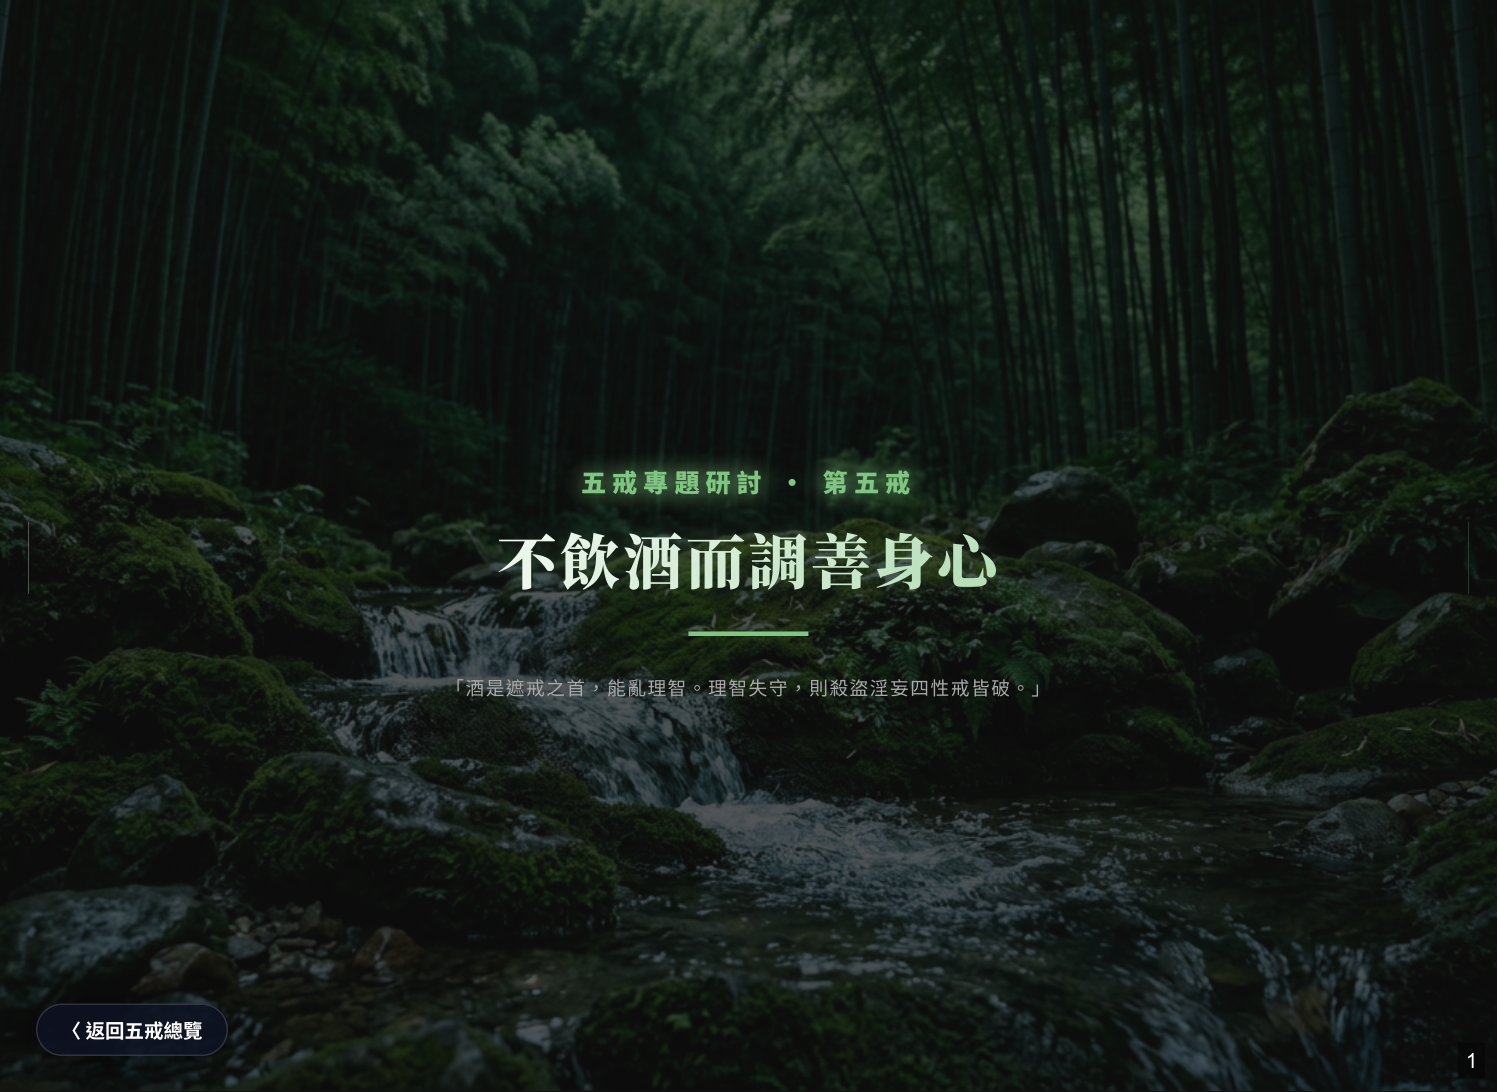 五戒專題研討 · 第五戒
不飲酒而調善身心
「酒是遮戒之首，能亂理智。理智失守，則殺盜淫妄四性戒皆破。」
〈 返回五戒總覽
1